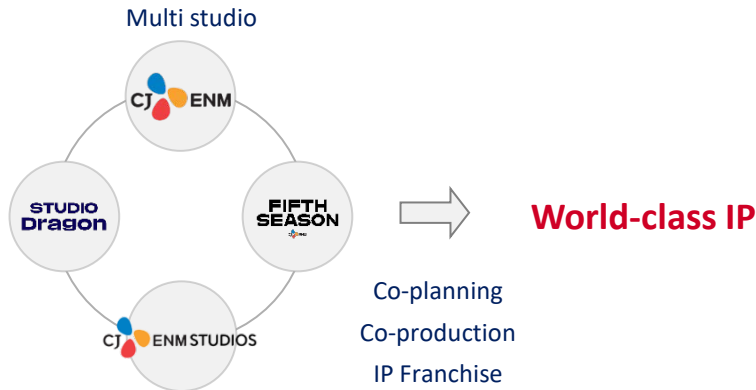 Multi studio
CJ ENM
STUDIO
Dragon
FIFTH
SEASON
World-class IP
CJ ENM STUDIOS
Co-planning
Co-production
IP Franchise